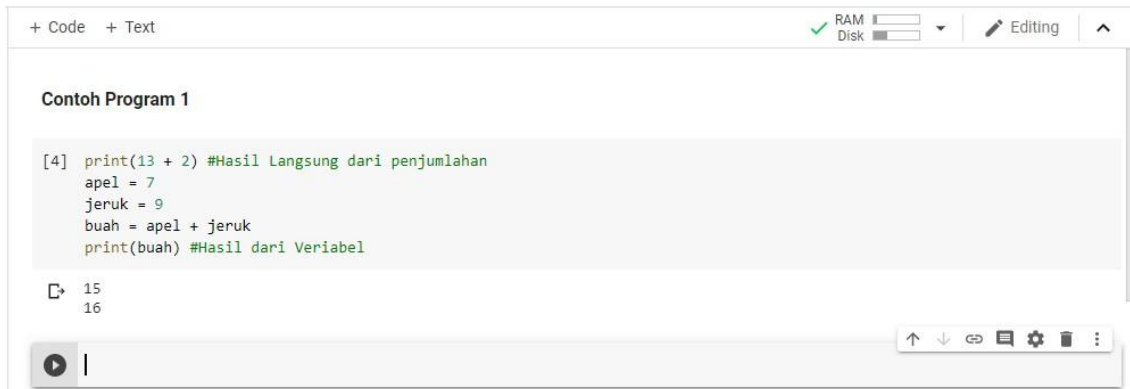 + Code + Text
RAM
Disk
Editing
Contoh Program 1
[4] print(13 + 2) #Hasil Langsung dari penjumlahan
apel = 7
jeruk = 9
buah = apel + jeruk
print(buah) #Hasil dari Veriabel
15
16